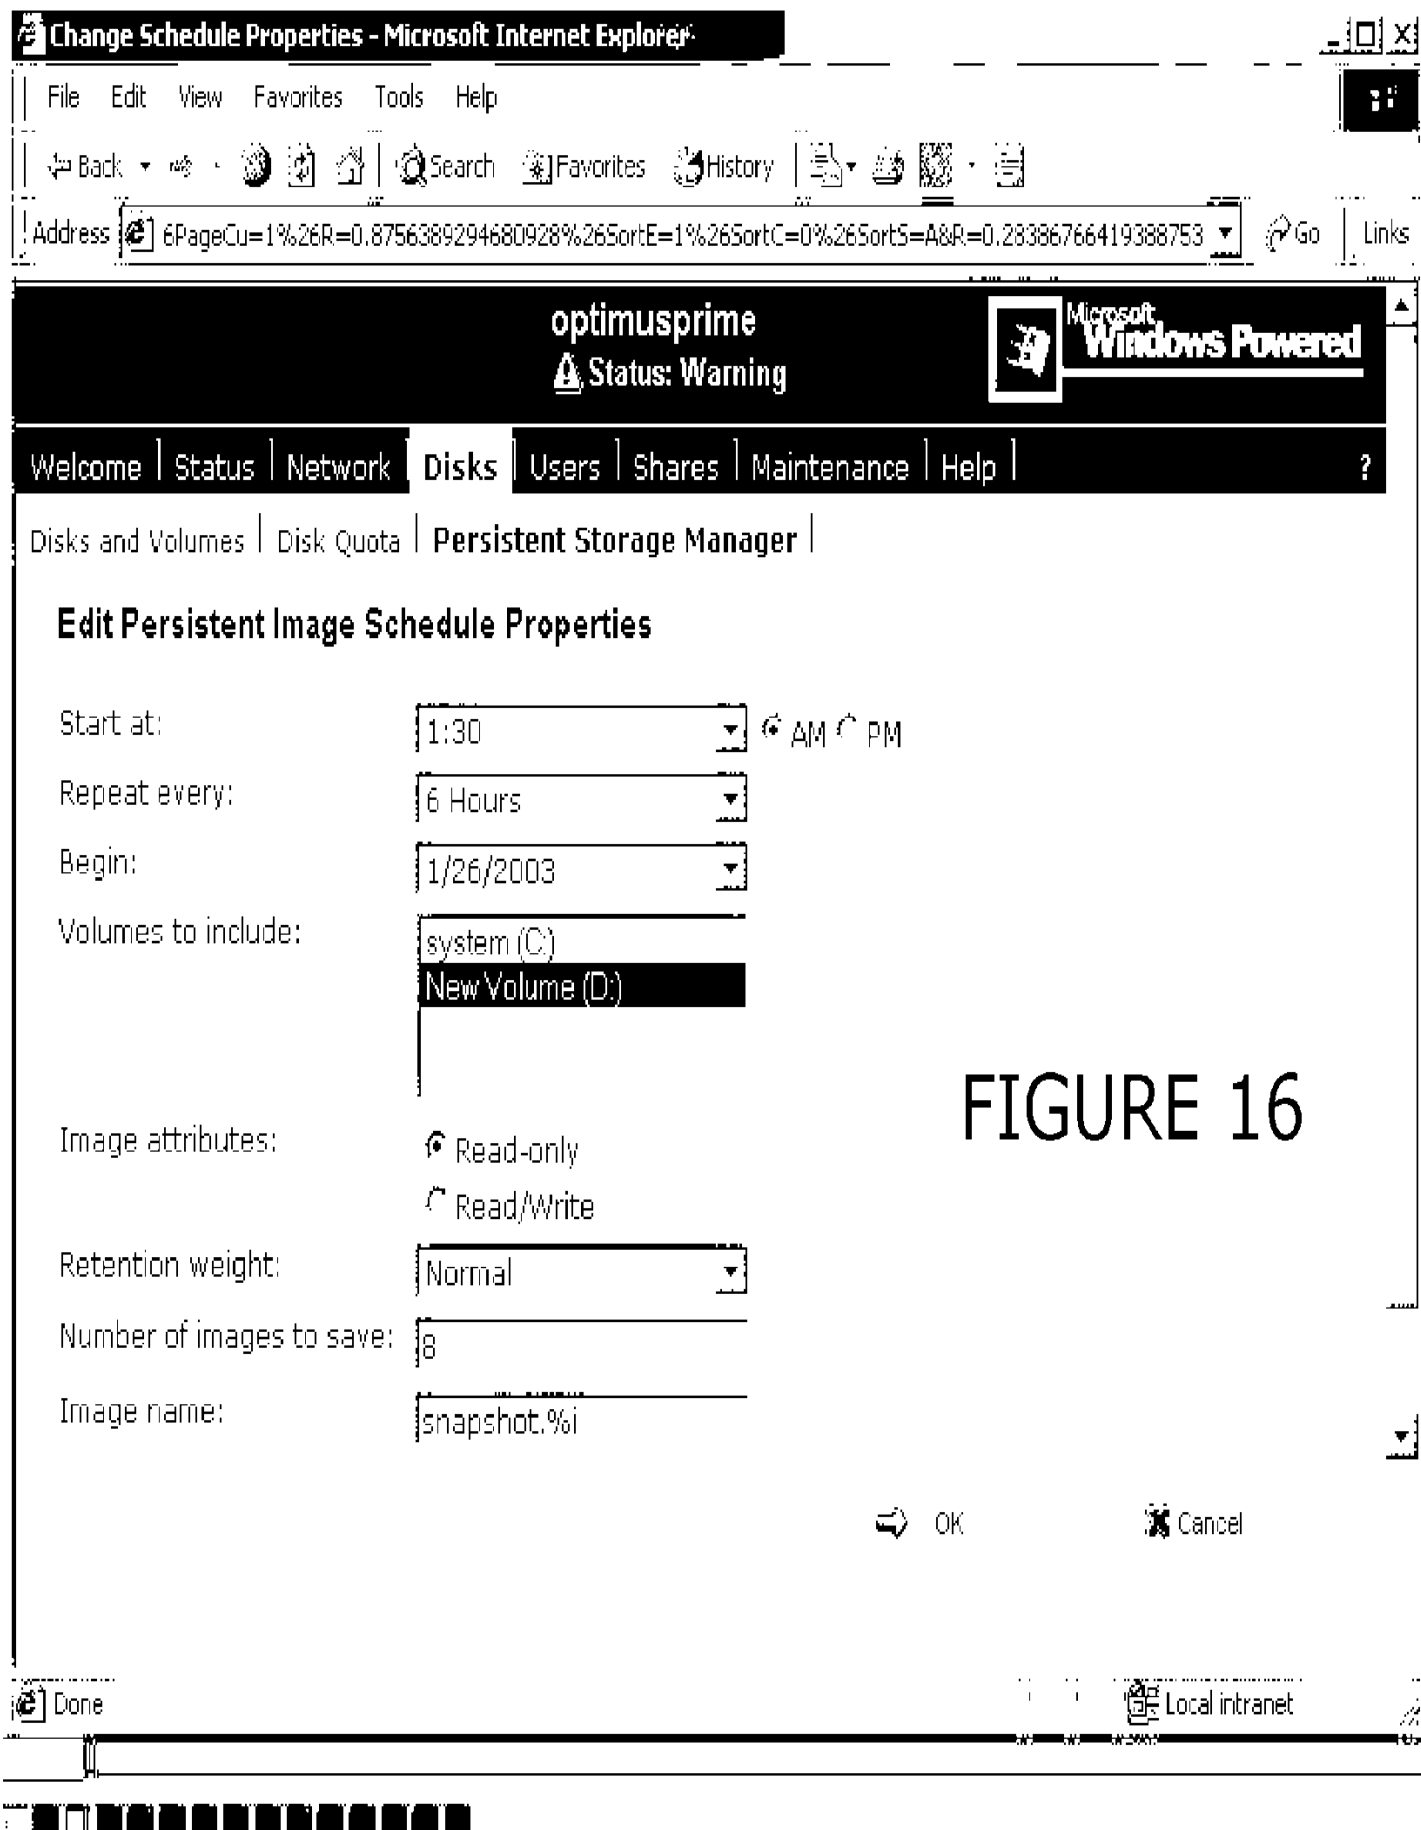 Change Schedule Properties - Microsoft Internet Explorer
File Edit View Favorites Tools Help
Back Search Favorites History
Address 6PageCu=1%26R=0.8756389294680928%26SortE=1%26SortC=0%26SortS=A&R=0.28386766419388753 Go Links
optimusprime
Status: Warning
Microsoft
Windows Powered
Welcome Status Network Disks Users Shares Maintenance Help ?
Disks and Volumes Disk Quota Persistent Storage Manager
Edit Persistent Image Schedule Properties
Start at: 1:30 AM PM
Repeat every: 6 Hours
Begin: 1/26/2003
Volumes to include: system (C:)
New Volume (D:)
FIGURE 16
Image attributes: Read-only
Read/Write
Retention weight: Normal
Number of images to save: 8
Image name: snapshot.%i
OK Cancel
Done Local intranet